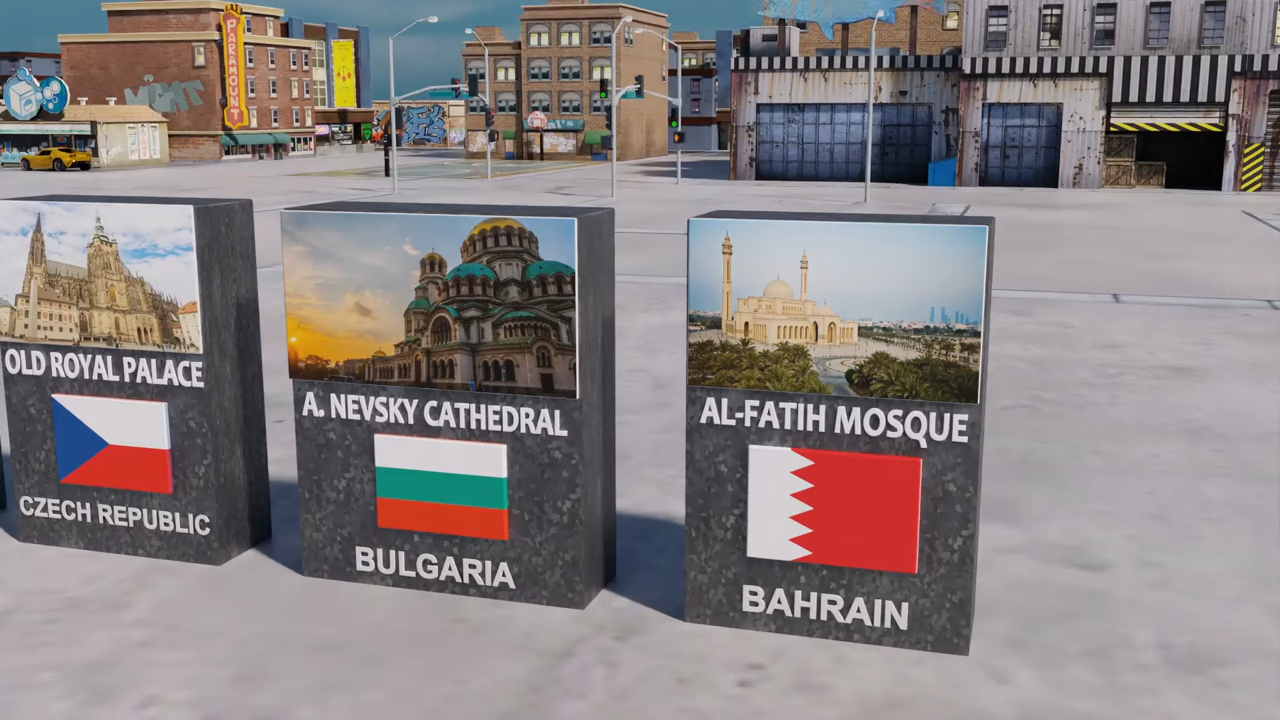 PARAMOUNT
OLD ROYAL PALACE
CZECH REPUBLIC
A. NEVSKY CATHEDRAL
BULGARIA
AL-FATIH MOSQUE
BAHRAIN